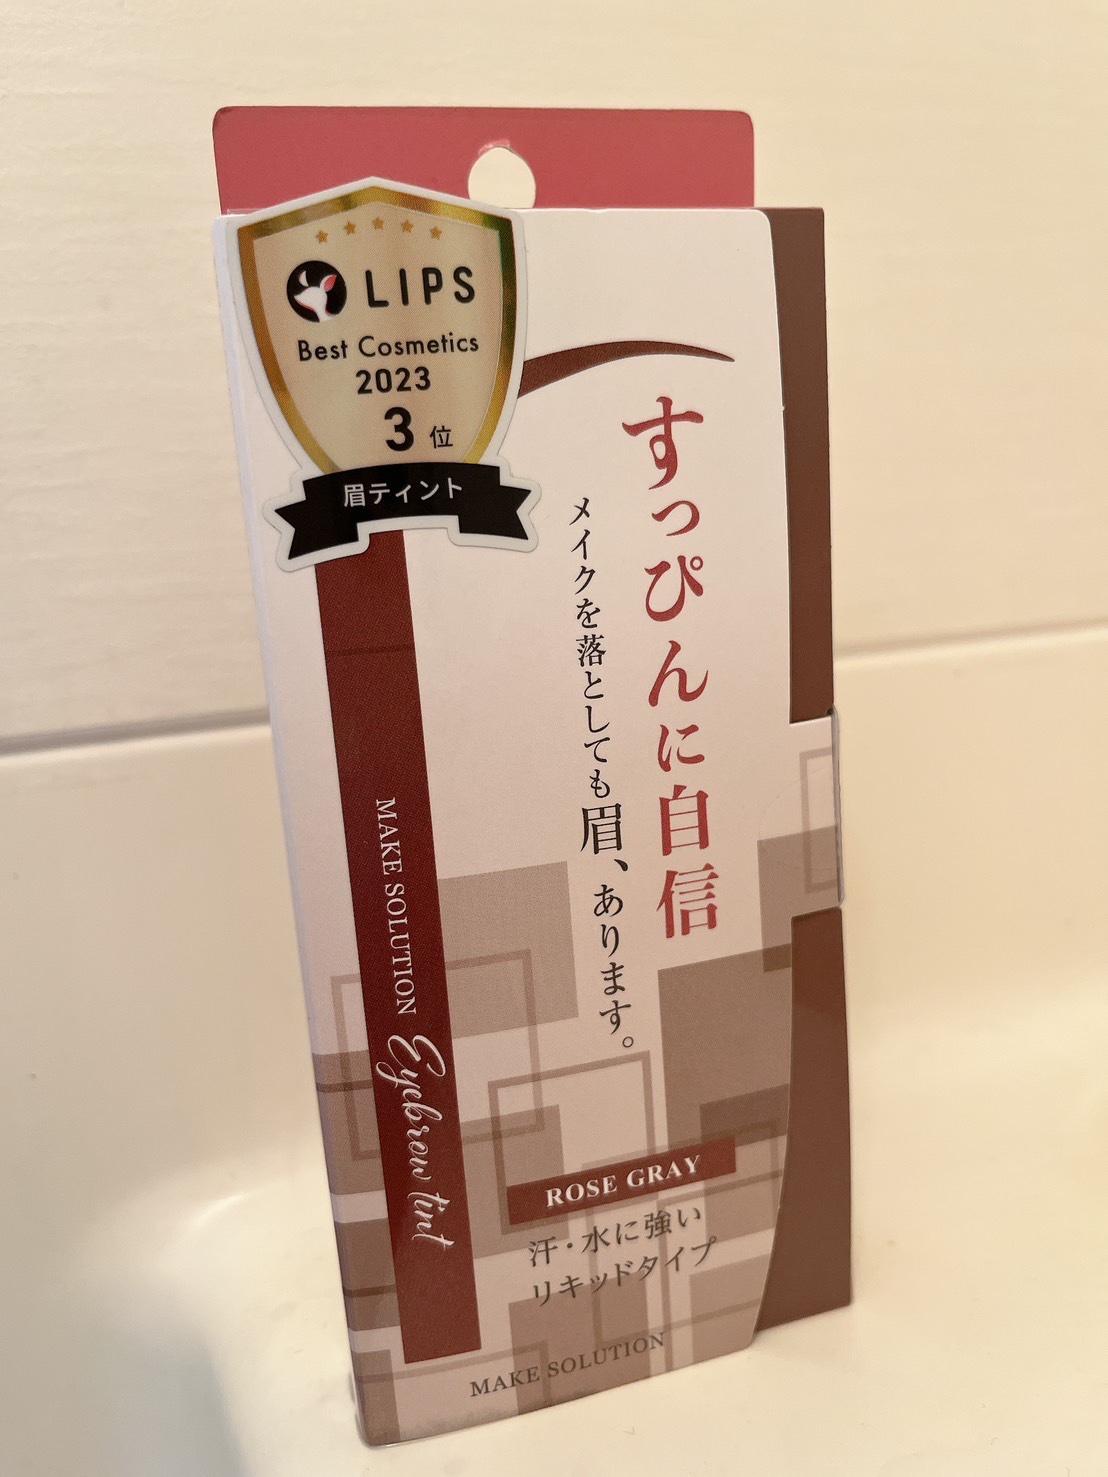 LIPS
Best Cosmetics
2023
3位
眉ティント
すっぴんに自信
メイクを落としても眉、あります。
MAKE SOLUTION Eyebrow tint
ROSE GRAY
汗・水に強い
リキッドタイプ
MAKE SOLUTION